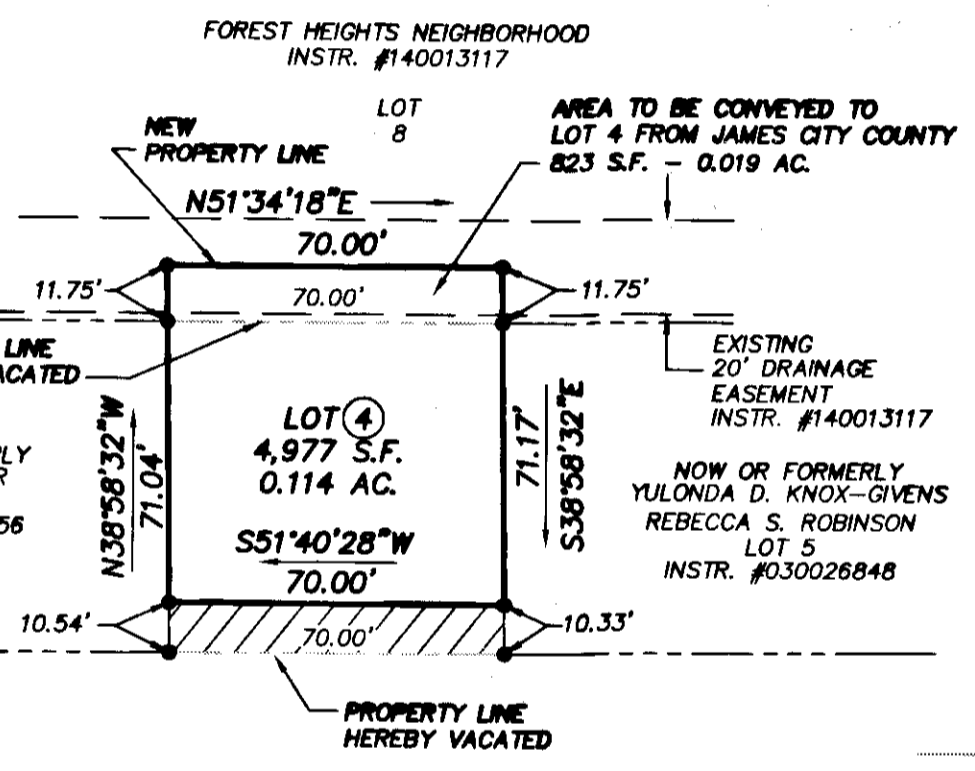 FOREST HEIGHTS NEIGHBORHOOD
INSTR. #140013117
LOT
8
AREA TO BE CONVEYED TO
LOT 4 FROM JAMES CITY COUNTY
823 S.F. - 0.019 AC.
NEW
PROPERTY LINE
N51°34'18"E
70.00'
11.75'
70.00'
11.75'
LINE
ACATED
EXISTING
20' DRAINAGE
EASEMENT
INSTR. #140013117
N38°58'32"W
71.04'
LOT 4
4,977 S.F.
0.114 AC.
71.17'
S38°58'32"E
PLY
R
56
NOW OR FORMERLY
YULONDA D. KNOX-GIVENS
REBECCA S. ROBINSON
LOT 5
INSTR. #030026848
S51°40'28"W
70.00'
10.54'
70.00'
10.33'
PROPERTY LINE
HEREBY VACATED